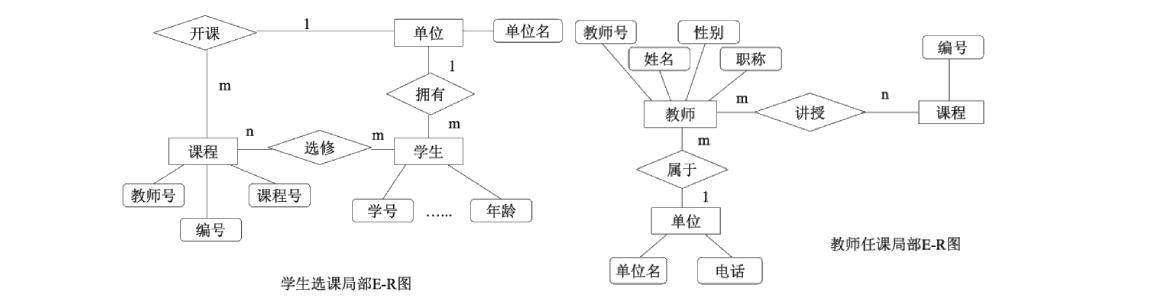 开课
1
单位
单位名
m
1
拥有
m
课程
n
选修
m
学生
教师号
课程号
编号
学号
......
年龄
学生选课局部E-R图
教师号
性别
姓名
职称
编号
教师
m
讲授
n
课程
m
属于
1
单位
单位名
电话
教师任课局部E-R图